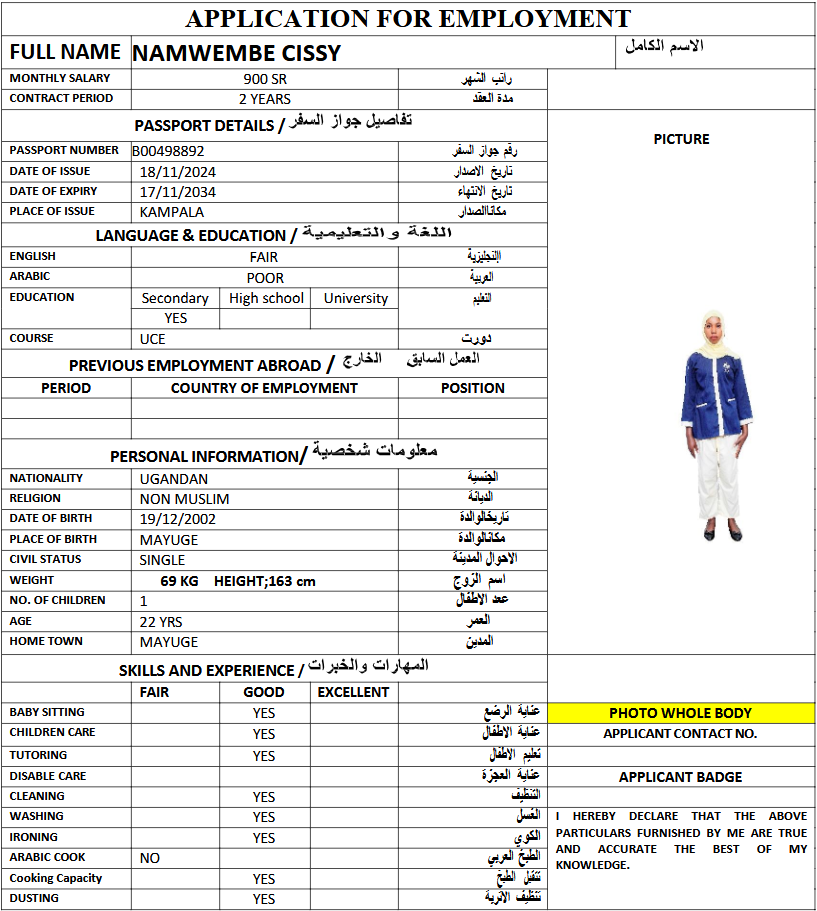 APPLICATION FOR EMPLOYMENT
FULL NAME NAMWEMBE CISSY الاسم الكامل
MONTHLY SALARY 900 SR راتب الشهر
CONTRACT PERIOD 2 YEARS مدة العقد
PASSPORT DETAILS / تفاصيل جواز السفر
PICTURE
PASSPORT NUMBER B00498892 رقم جواز السفر
DATE OF ISSUE 18/11/2024 تاريخ الاصدار
DATE OF EXPIRY 17/11/2034 تاريخ الانتهاء
PLACE OF ISSUE KAMPALA مكاناالصدار
LANGUAGE & EDUCATION / اللغة والتعليمية
ENGLISH FAIR اإلنجليزية
ARABIC POOR العربية
EDUCATION Secondary High school University التعليم
YES
COURSE UCE دورت
PREVIOUS EMPLOYMENT ABROAD / العمل السابق الخارج
PERIOD COUNTRY OF EMPLOYMENT POSITION
PERSONAL INFORMATION/ معلومات شخصية
NATIONALITY UGANDAN الجنسية
RELIGION NON MUSLIM الديانة
DATE OF BIRTH 19/12/2002 تاريخالوالدة
PLACE OF BIRTH MAYUGE مكانالوالدة
CIVIL STATUS SINGLE الاحوال المدينة
WEIGHT 69 KG HEIGHT;163 cm اسم الزوج
NO. OF CHILDREN 1 عدد الاطفال
AGE 22 YRS العمر
HOME TOWN MAYUGE المدين
SKILLS AND EXPERIENCE / المهارات والخبرات
FAIR GOOD EXCELLENT
BABY SITTING YES عناية الرضع
PHOTO WHOLE BODY
CHILDREN CARE YES عناية الاطفال
APPLICANT CONTACT NO.
TUTORING YES تعليم الاطفال
DISABLE CARE عناية العجزة
APPLICANT BADGE
CLEANING YES التنظيف
WASHING YES الغسل
IRONING YES الكوي
ARABIC COOK NO الطبخ العربي
Cooking Capacity YES الطبخ
DUSTING YES تنظيف الاتربة
I HEREBY DECLARE THAT THE ABOVE
PARTICULARS FURNISHED BY ME ARE TRUE
AND ACCURATE THE BEST OF MY
KNOWLEDGE.